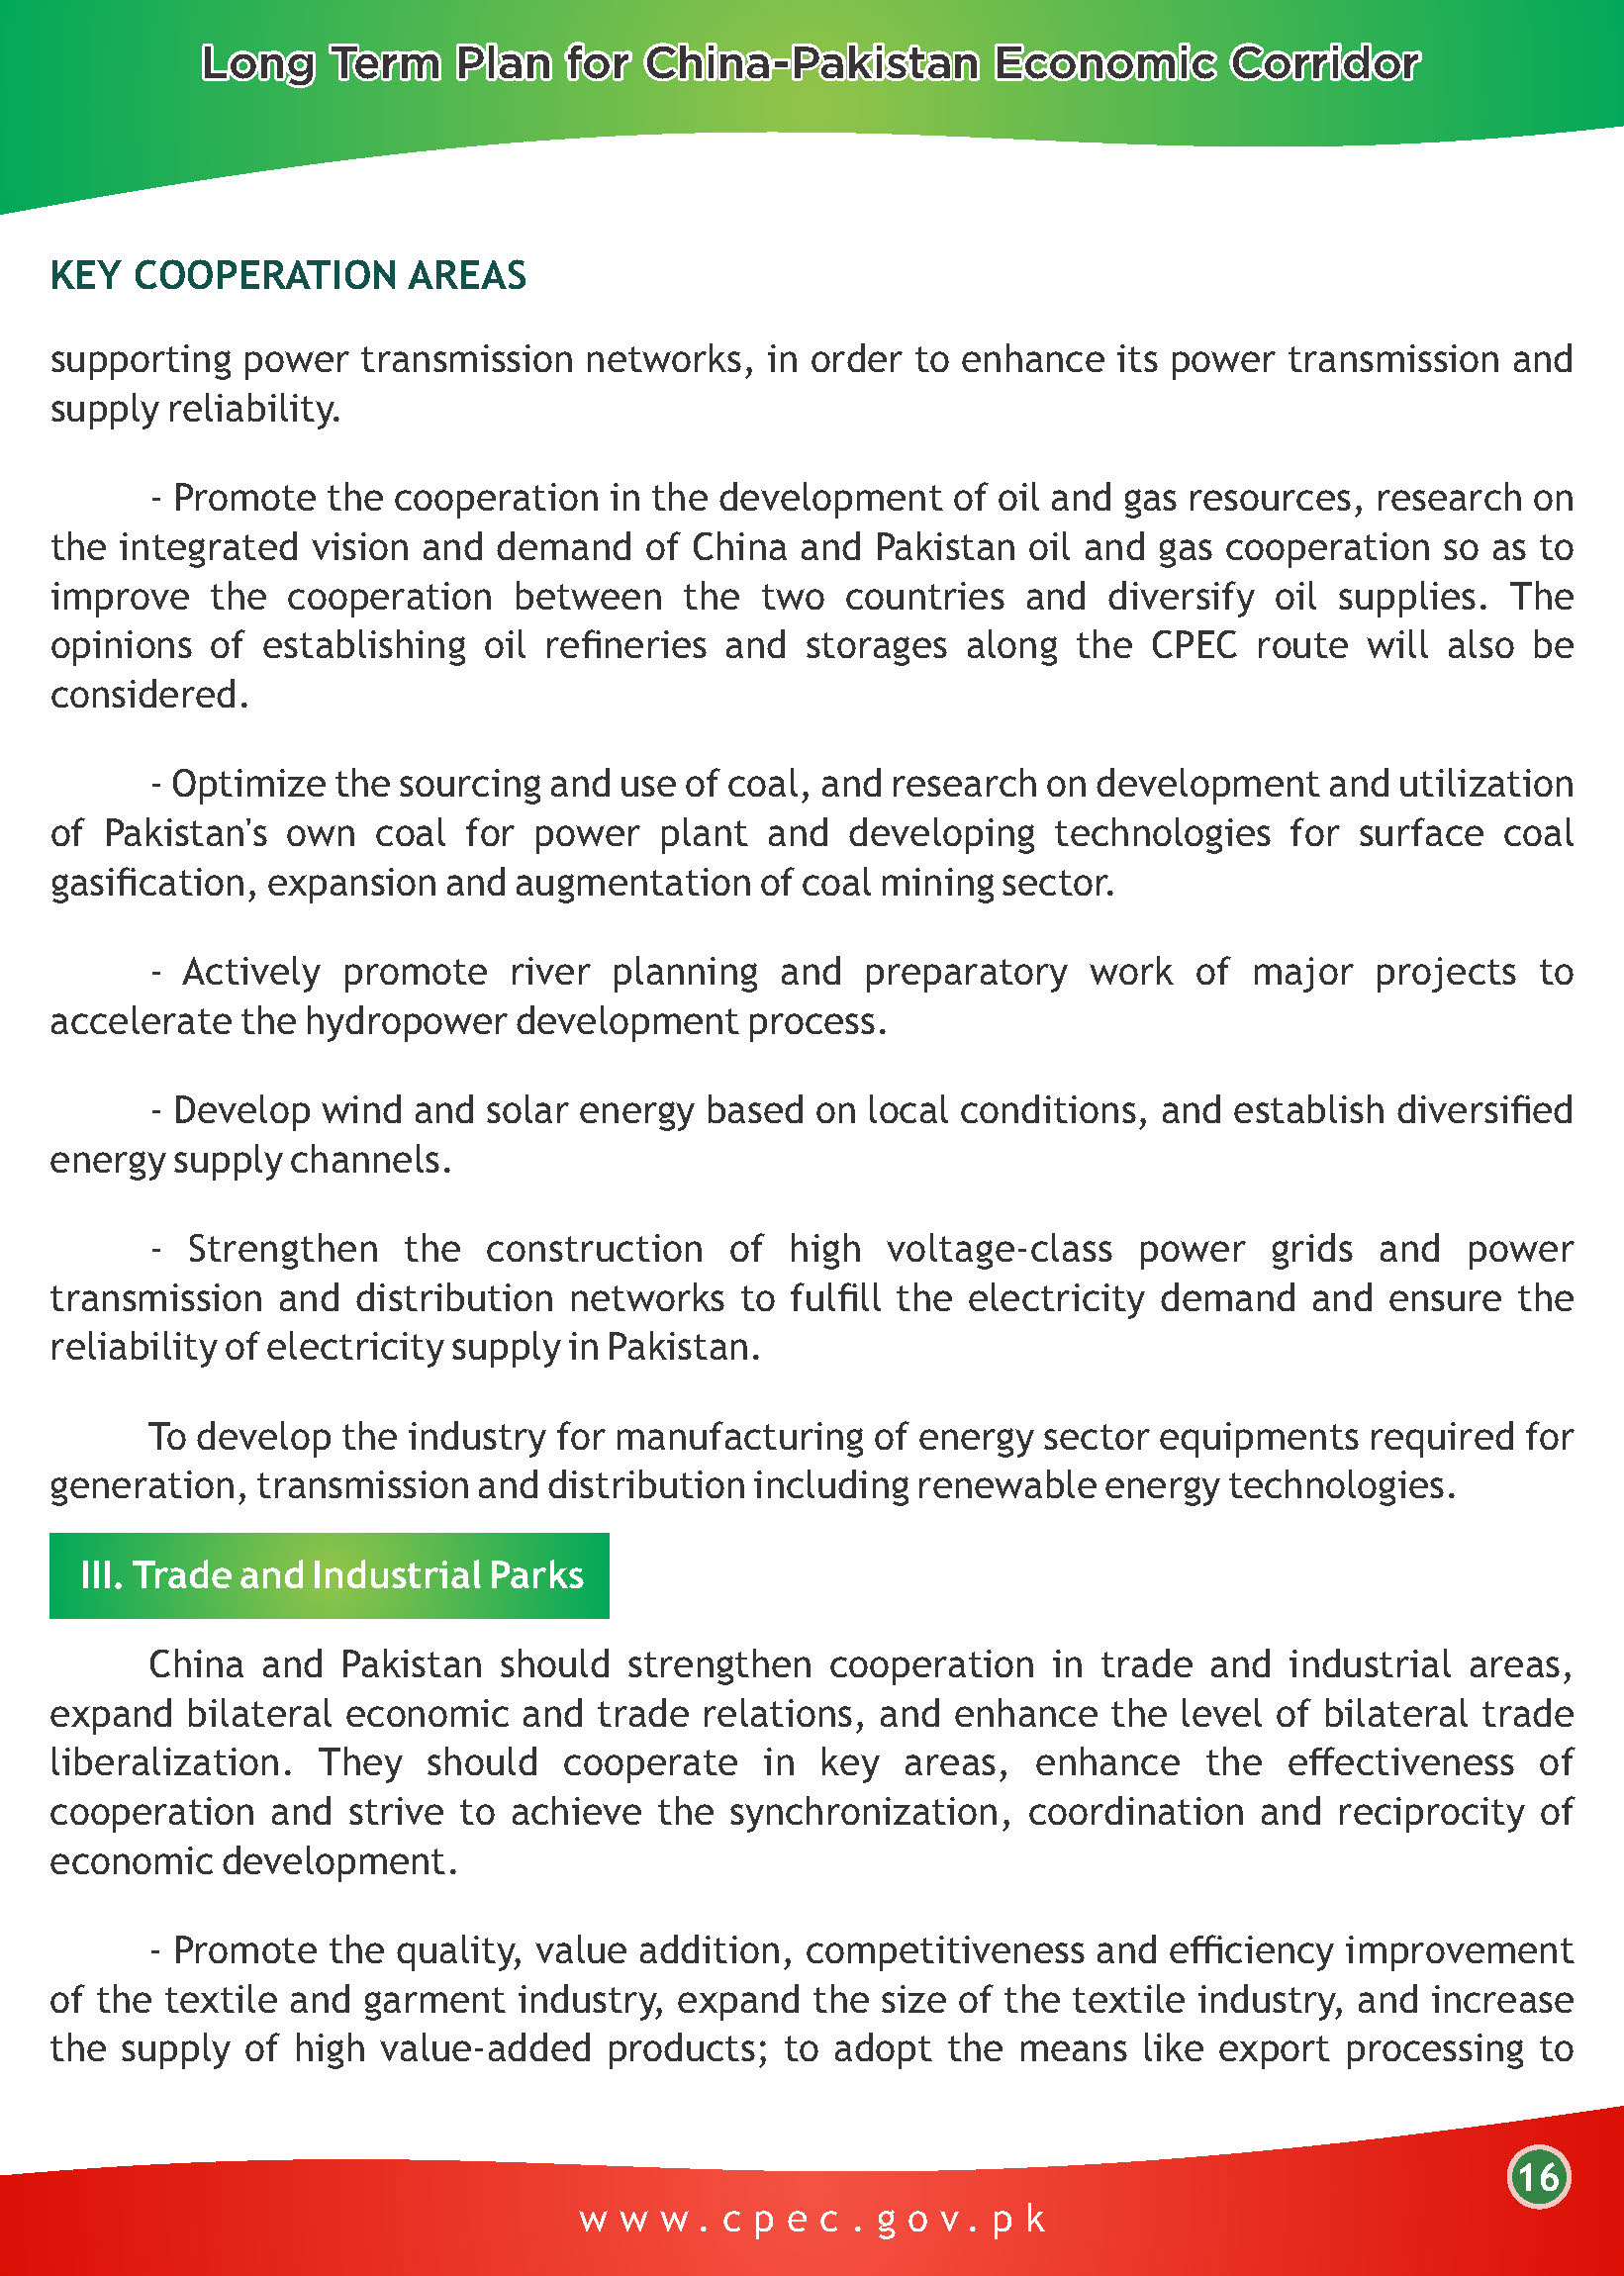 Long Term Plan for China-Pakistan Economic Corridor
KEY COOPERATION AREAS
supporting power transmission networks, in order to enhance its power transmission and
supply reliability.
- Promote the cooperation in the development of oil and gas resources, research on
the integrated vision and demand of China and Pakistan oil and gas cooperation so as to
improve the cooperation between the two countries and diversify oil supplies. The
opinions of establishing oil refineries and storages along the CPEC route will also be
considered.
- Optimize the sourcing and use of coal, and research on development and utilization
of Pakistan's own coal for power plant and developing technologies for surface coal
gasification, expansion and augmentation of coal mining sector.
- Actively promote river planning and preparatory work of major projects to
accelerate the hydropower development process.
- Develop wind and solar energy based on local conditions, and establish diversified
energy supply channels.
- Strengthen the construction of high voltage-class power grids and power
transmission and distribution networks to fulfill the electricity demand and ensure the
reliability of electricity supply in Pakistan.
To develop the industry for manufacturing of energy sector equipments required for
generation, transmission and distribution including renewable energy technologies.
III. Trade and Industrial Parks
China and Pakistan should strengthen cooperation in trade and industrial areas,
expand bilateral economic and trade relations, and enhance the level of bilateral trade
liberalization. They should cooperate in key areas, enhance the effectiveness of
cooperation and strive to achieve the synchronization, coordination and reciprocity of
economic development.
- Promote the quality, value addition, competitiveness and efficiency improvement
of the textile and garment industry, expand the size of the textile industry, and increase
the supply of high value-added products; to adopt the means like export processing to
16
www.cpec.gov.pk